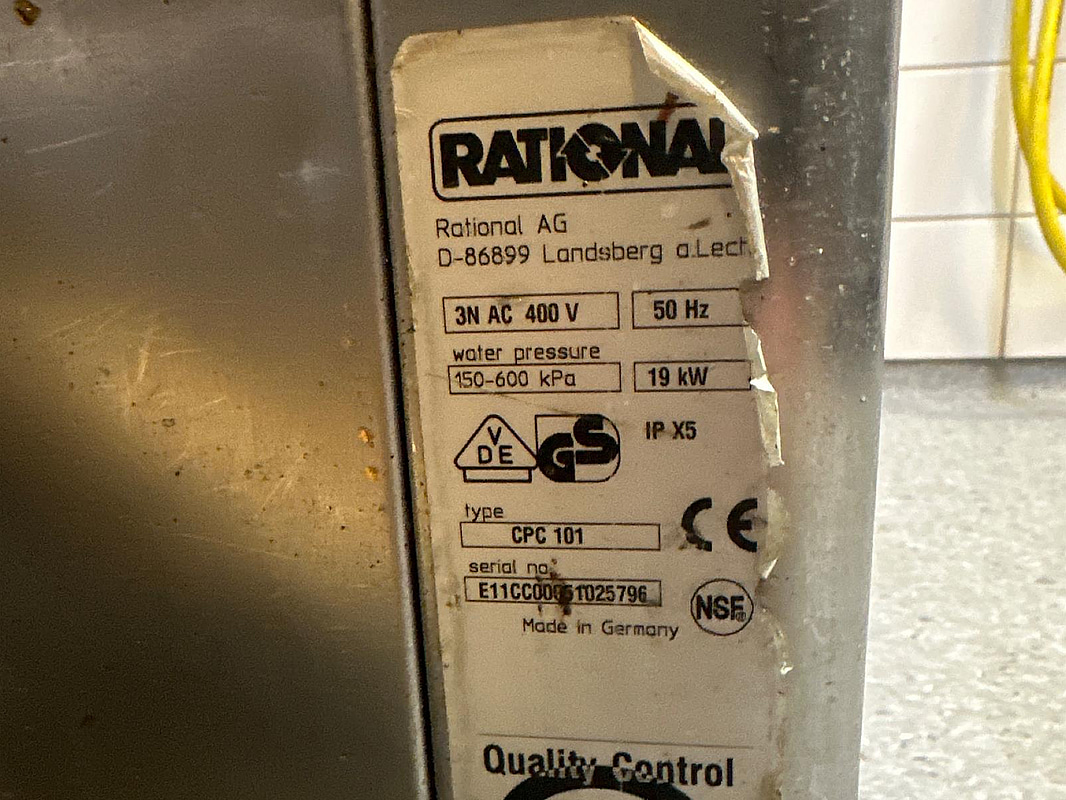 RATIONAL
Rational AG
D-86899 Landsberg a.Lech
3N AC 400 V 50 Hz
water pressure
150-600 kPa 19 kW
VDE GS IP X5
type
CPC 101 CE
serial no.
NSF
Made in Germany
Quality Control